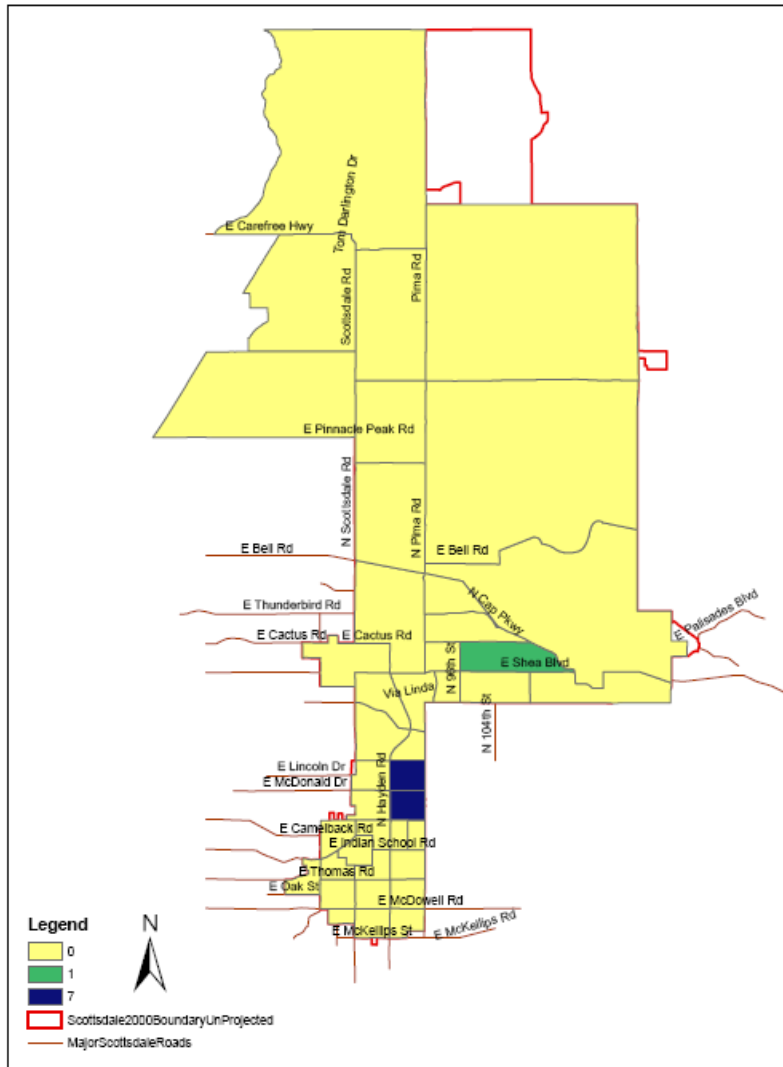 Tom Darlington Dr
E Carefree Hwy
Scottsdale Rd
Pima Rd
E Pinnacle Peak Rd
N Scottsdale Rd
N Pima Rd
E Bell Rd
E Bell Rd
N Cap Pkwy
E Thunderbird Rd
E Palisades Blvd
E Cactus Rd
E Cactus Rd
N 96th St
E Shea Blvd
Via Linda
N 104th St
E Lincoln Dr
N Hayden Rd
E McDonald Dr
E Camelback Rd
E Indian School Rd
E Thomas Rd
E Oak St
E McDowell Rd
E McKellips St
E McKellips Rd
Legend
N
0
1
7
Scottsdale2000BoundaryUnProjected
MajorScottsdaleRoads